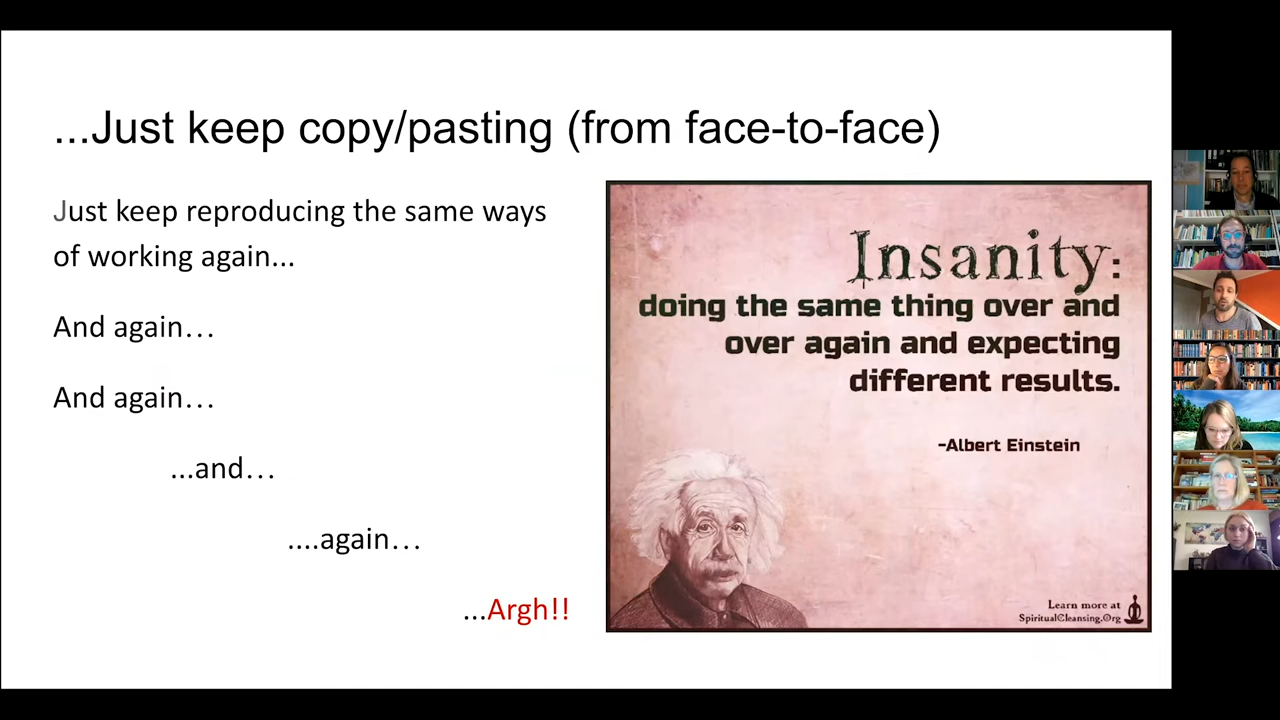 ...Just keep copy/pasting (from face-to-face)
Just keep reproducing the same ways
of working again...
And again...
And again...
...and...
....again...
...Argh!!
Insanity:
doing the same thing over and
over again and expecting
different results.
-Albert Einstein
Learn more at
SpiritualCleansing.Org